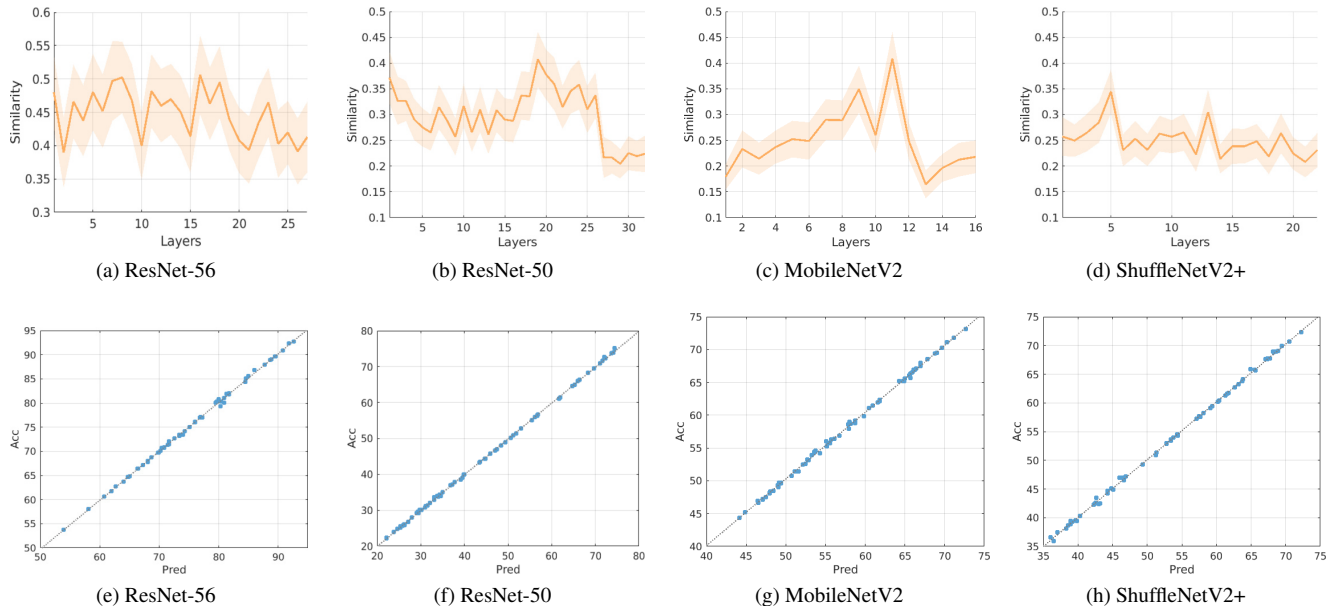 0.6
0.55
0.5
0.45
0.4
0.35
0.3
Similarity
5 10 15 20 25
Layers
(a) ResNet-56
0.5
0.45
0.4
0.35
0.3
0.25
0.2
0.15
0.1
Similarity
5 10 15 20 25 30
Layers
(b) ResNet-50
0.5
0.45
0.4
0.35
0.3
0.25
0.2
0.15
0.1
Similarity
2 4 6 8 10 12 14 16
Layers
(c) MobileNetV2
0.5
0.45
0.4
0.35
0.3
0.25
0.2
0.15
0.1
Similarity
5 10 15 20
Layers
(d) ShuffleNetV2+
95
90
85
80
75
70
65
60
55
50
Acc
50 60 70 80 90
Pred
(e) ResNet-56
80
70
60
50
40
30
20
Acc
20 30 40 50 60 70 80
Pred
(f) ResNet-50
75
70
65
60
55
50
45
40
Acc
40 45 50 55 60 65 70 75
Pred
(g) MobileNetV2
75
70
65
60
55
50
45
40
35
Acc
35 40 45 50 55 60 65 70 75
Pred
(h) ShuffleNetV2+